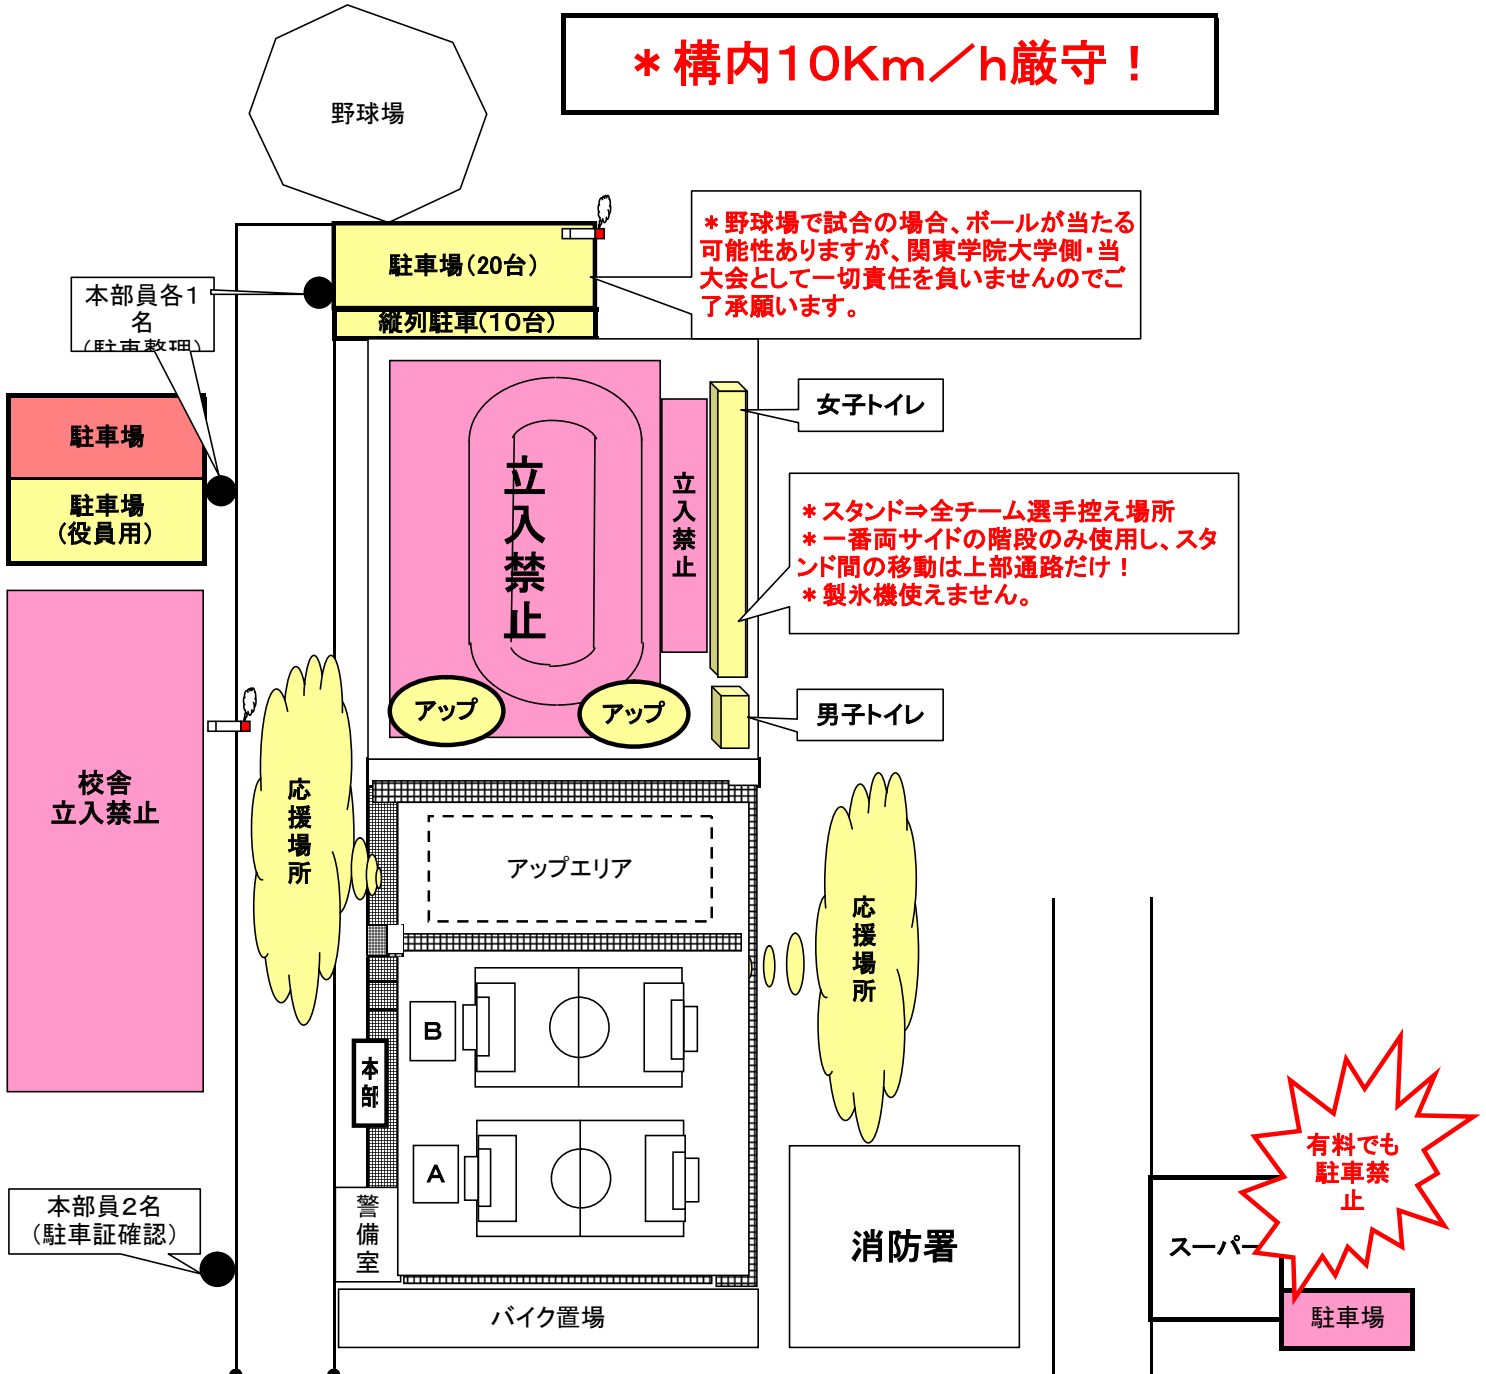 ＊構内１０Ｋｍ／ｈ厳守！
野球場
＊野球場で試合の場合、ボールが当たる
可能性ありますが、関東学院大学側・当
大会として一切責任を負いませんのでご
了承願います。
駐車場（20台）
縦列駐車（１０台）
本部員各１
名
（駐車整理）
女子トイレ
駐車場
駐車場
（役員用）
立入禁止
立入禁止
＊スタンド⇒全チーム選手控え場所
＊一番両サイドの階段のみ使用し、スタ
ンド間の移動は上部通路だけ！
＊製氷機使えません。
アップ
アップ
男子トイレ
校舎
立入禁止
応援場所
アップエリア
応援場所
B
本部
A
有料でも
駐車禁
止
本部員２名
（駐車証確認）
警備室
消防署
スーパー
バイク置場
駐車場